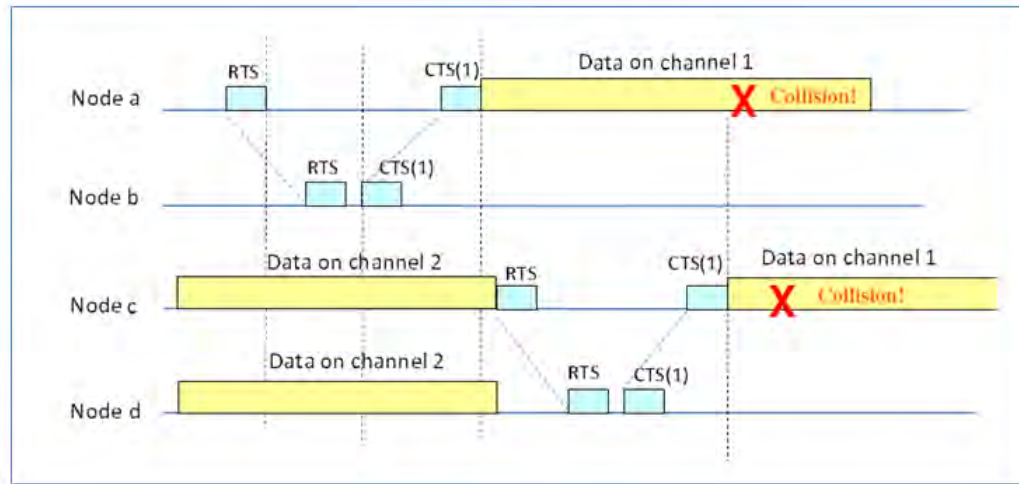 Data on channel 1
RTS
CTS(1)
Node a
Collision!
RTS
CTS(1)
Node b
Data on channel 2
RTS
CTS(1)
Data on channel 1
Node c
Collision!
Data on channel 2
RTS
CTS(1)
Node d